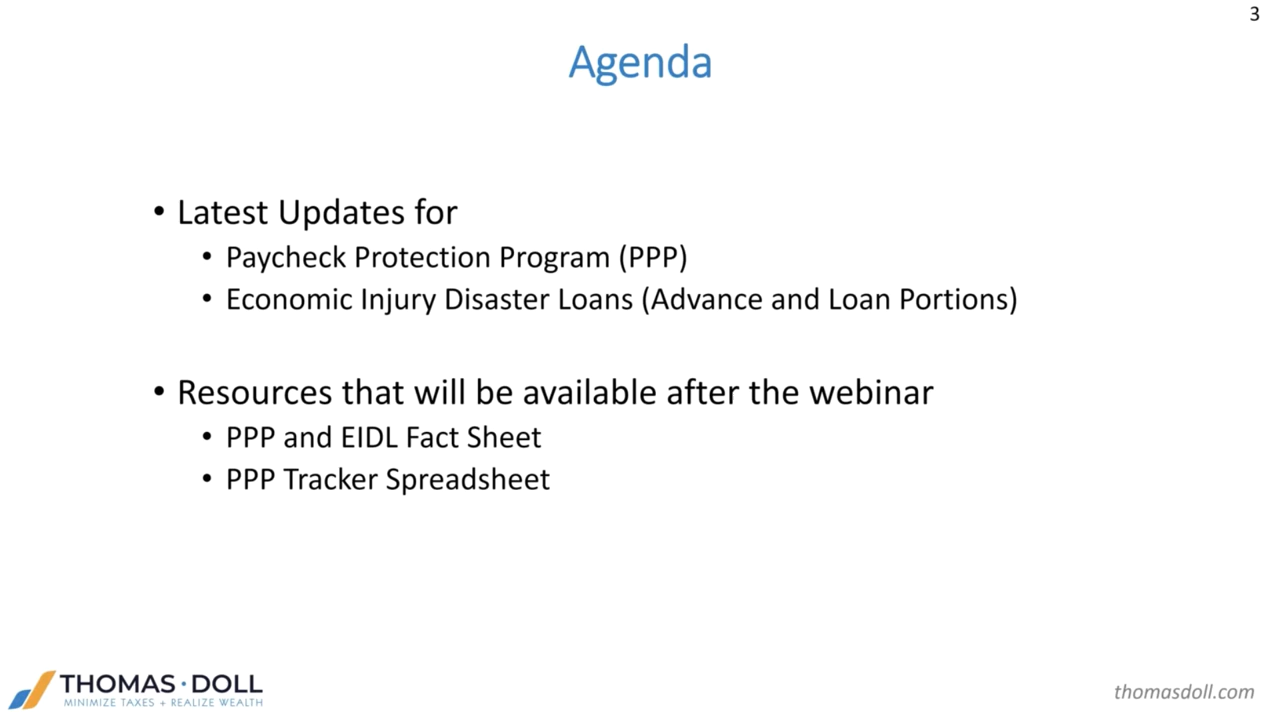 3
Agenda
• Latest Updates for
• Paycheck Protection Program (PPP)
• Economic Injury Disaster Loans (Advance and Loan Portions)
• Resources that will be available after the webinar
• PPP and EIDL Fact Sheet
• PPP Tracker Spreadsheet
THOMAS·DOLL
MINIMIZE TAXES + REALIZE WEALTH
thomasdoll.com